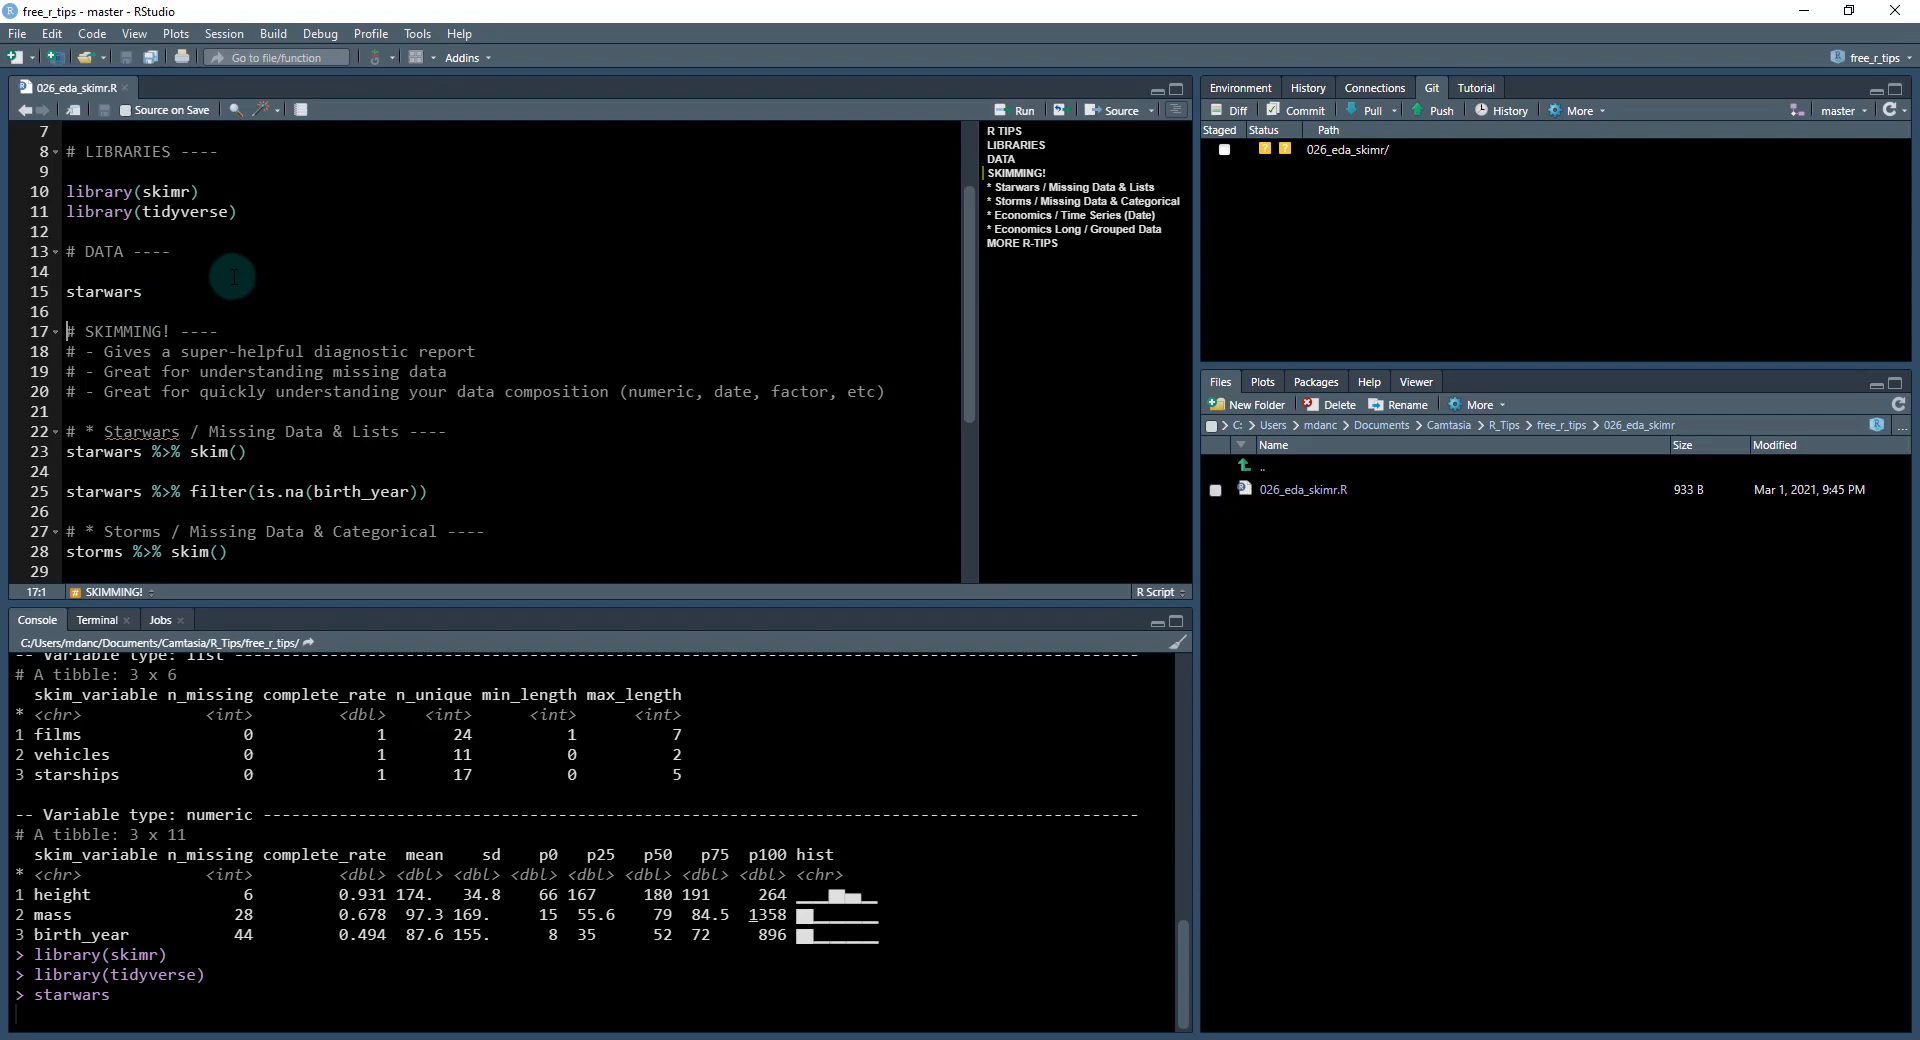 free_r_tips - master - RStudio
File Edit Code View Plots Session Build Debug Profile Tools Help
Go to file/function Addins free_r_tips
026_eda_skimr.R
Source on Save Run Source
7
8 # LIBRARIES ----
9
10 library(skimr)
11 library(tidyverse)
12
13 # DATA ----
14
15 starwars
16
17 # SKIMMING! ----
18 # - Gives a super-helpful diagnostic report
19 # - Great for understanding missing data
20 # - Great for quickly understanding your data composition (numeric, date, factor, etc)
21
22 # * Starwars / Missing Data & Lists ----
23 starwars %>% skim()
24
25 starwars %>% filter(is.na(birth_year))
26
27 # * Storms / Missing Data & Categorical ----
28 storms %>% skim()
29
17:1 # SKIMMING! R Script
R TIPS
LIBRARIES
DATA
SKIMMING!
* Starwars / Missing Data & Lists
* Storms / Missing Data & Categorical
* Economics / Time Series (Date)
* Economics Long / Grouped Data
MORE R-TIPS
Console Terminal Jobs
C:/Users/mdanc/Documents/Camtasia/R_Tips/free_r_tips/
-- Variable type: list ----------------------------------------------------------------------------------------------
# A tibble: 3 x 6
skim_variable n_missing complete_rate n_unique min_length max_length
* <chr> <int> <dbl> <int> <int> <int>
1 films 0 1 24 1 7
2 vehicles 0 1 11 0 2
3 starships 0 1 17 0 5
-- Variable type: numeric -------------------------------------------------------------------------------------------
# A tibble: 3 x 11
skim_variable n_missing complete_rate mean sd p0 p25 p50 p75 p100 hist
* <chr> <int> <dbl> <dbl> <dbl> <dbl> <dbl> <dbl> <dbl> <dbl> <chr>
1 height 6 0.931 174. 34.8 66 167 180 191 264
2 mass 28 0.678 97.3 169. 15 55.6 79 84.5 1358
3 birth_year 44 0.494 87.6 155. 8 35 52 72 896
> library(skimr)
> library(tidyverse)
> starwars
Environment History Connections Git Tutorial
Diff Commit Pull Push History More master
Staged Status Path
? ? 026_eda_skimr/
Files Plots Packages Help Viewer
New Folder Delete Rename More
C: > Users > mdanc > Documents > Camtasia > R_Tips > free_r_tips > 026_eda_skimr ...
Name Size Modified
..
026_eda_skimr.R 933 B Mar 1, 2021, 9:45 PM